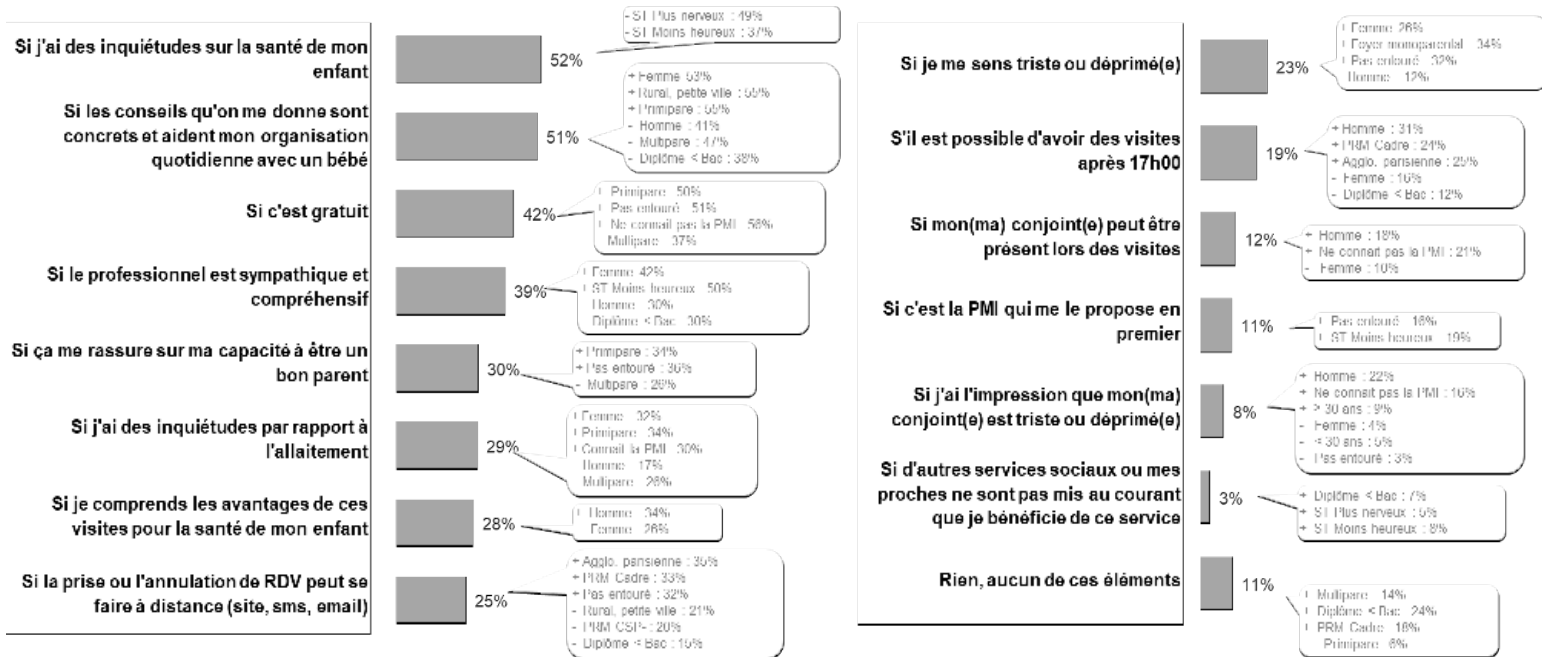 Si j'ai des inquiétudes sur la santé de mon
enfant
52%
- ST Plus nerveux : 49%
- ST Moins heureux : 37%
Si les conseils qu'on me donne sont
concrets et aident mon organisation
quotidienne avec un bébé
51%
+ Femme 53%
+ Rural, petite ville : 55%
+ Primipare : 55%
- Homme : 41%
- Multipare : 47%
- Diplôme < Bac : 38%
Si c'est gratuit
42%
Primipare 50%
Pas entouré 51%
Ne connait pas la PMI 56%
Multipare 37%
Si le professionnel est sympathique et
compréhensif
39%
Femme 42%
ST Moins heureux 50%
Homme 30%
Diplôme < Bac 30%
Si ça me rassure sur ma capacité à être un
bon parent
30%
+ Primipare : 34%
+ Pas entouré : 36%
- Multipare : 26%
Si j'ai des inquiétudes par rapport à
l'allaitement
29%
Femme 32%
Primipare 34%
Connait la PMI 30%
Homme 17%
Multipare 26%
Si je comprends les avantages de ces
visites pour la santé de mon enfant
28%
Homme 34%
Femme 26%
Si la prise ou l'annulation de RDV peut se
faire à distance (site, sms, email)
25%
+ Agglo. parisienne : 35%
+ PRM Cadre : 33%
+ Pas entouré : 32%
- Rural, petite ville : 21%
- PRM CSP- : 20%
- Diplôme < Bac : 15%
Si je me sens triste ou déprimé(e)
23%
Femme 26%
Foyer monoparental 34%
Pas entouré 32%
Homme 12%
S'il est possible d'avoir des visites
après 17h00
19%
+ Homme : 31%
+ PRM Cadre : 24%
+ Agglo. parisienne : 25%
- Femme : 16%
- Diplôme < Bac : 12%
Si mon(ma) conjoint(e) peut être
présent lors des visites
12%
+ Homme : 18%
+ Ne connait pas la PMI : 21%
- Femme : 10%
Si c'est la PMI qui me le propose en
premier
11%
Pas entouré 16%
ST Moins heureux 19%
Si j'ai l'impression que mon(ma)
conjoint(e) est triste ou déprimé(e)
8%
+ Homme : 22%
+ Ne connait pas la PMI : 16%
+ > 30 ans : 9%
- Femme : 4%
- < 30 ans : 5%
- Pas entouré : 3%
Si d'autres services sociaux ou mes
proches ne sont pas mis au courant
que je bénéficie de ce service
3%
+ Diplôme < Bac : 7%
+ ST Plus nerveux : 5%
+ ST Moins heureux : 8%
Rien, aucun de ces éléments
11%
Multipare 14%
Diplôme < Bac 24%
PRM Cadre 18%
Primipare 6%